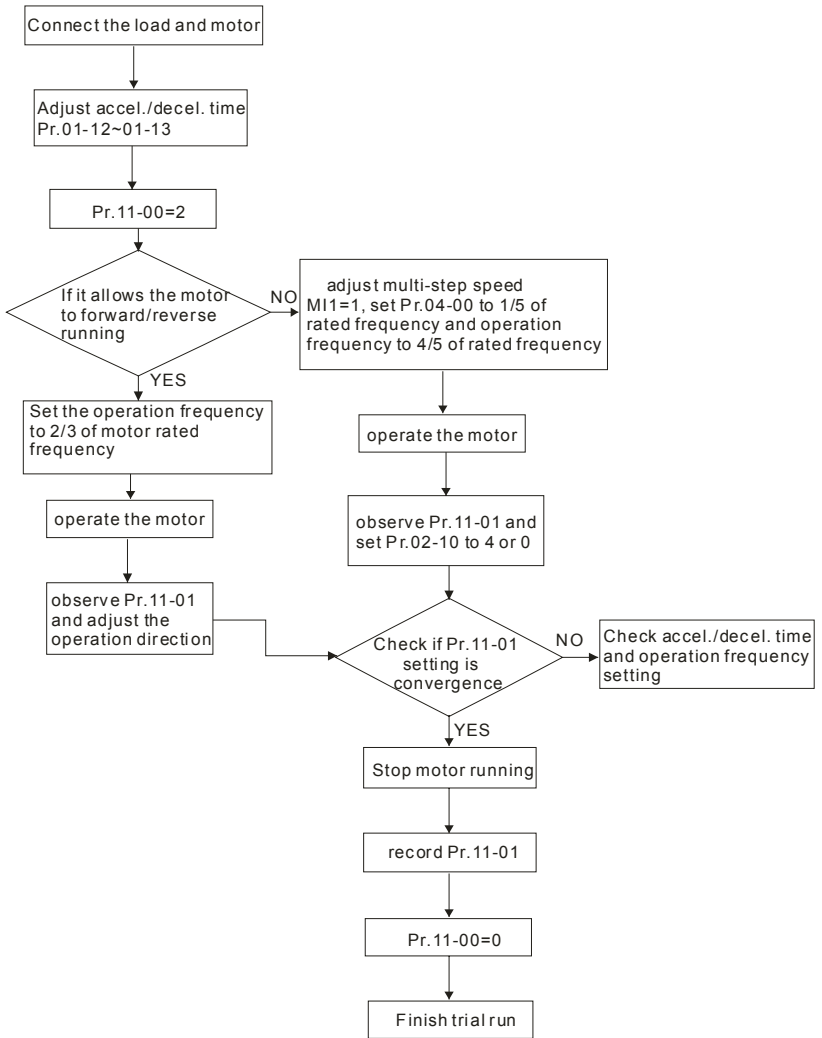 Connect the load and motor
Adjust accel./decel. time
Pr.01-12~01-13
Pr.11-00=2
If it allows the motor
to forward/reverse
running
NO
adjust multi-step speed
MI1=1, set Pr.04-00 to 1/5 of
rated frequency and operation
frequency to 4/5 of rated frequency
YES
Set the operation frequency
to 2/3 of motor rated
frequency
operate the motor
operate the motor
observe Pr.11-01 and
set Pr.02-10 to 4 or 0
observe Pr.11-01
and adjust the
operation direction
Check if Pr.11-01
setting is
convergence
NO
Check accel./decel. time
and operation frequency
setting
YES
Stop motor running
record Pr.11-01
Pr.11-00=0
Finish trial run